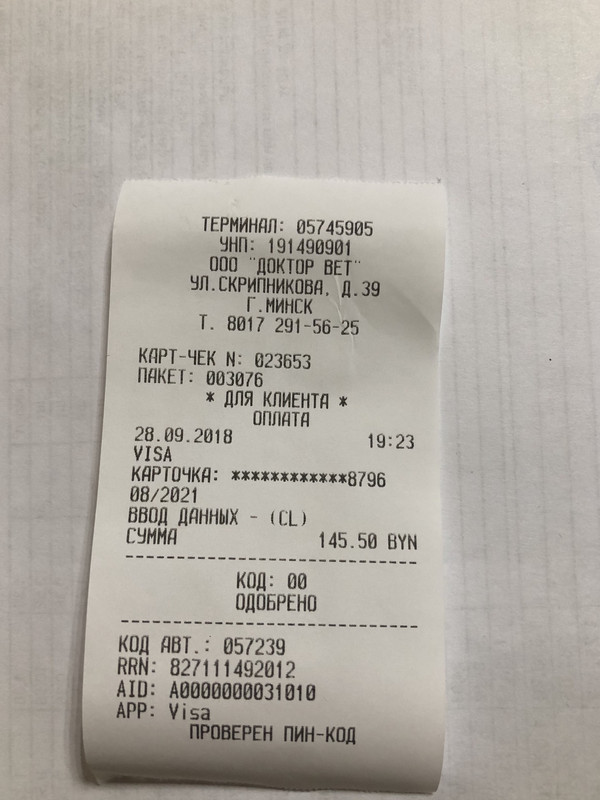 ТЕРМИНАЛ: 05745905
УНП: 191490901
ООО "ДОКТОР ВЕТ"
УЛ.СКРИПНИКОВА, Д.39
Г.МИНСК
Т. 8017 291-56-25
КАРТ-ЧЕК N: 023653
ПАКЕТ: 003076
* ДЛЯ КЛИЕНТА *
ОПЛАТА
28.09.2018 19:23
VISA
КАРТОЧКА: ************8796
08/2021
ВВОД ДАННЫХ - (CL)
СУММА 145.50 BYN
КОД: 00
ОДОБРЕНО
КОД АВТ.: 057239
RRN: 827111492012
AID: A0000000031010
APP: Visa
ПРОВЕРЕН ПИН-КОД